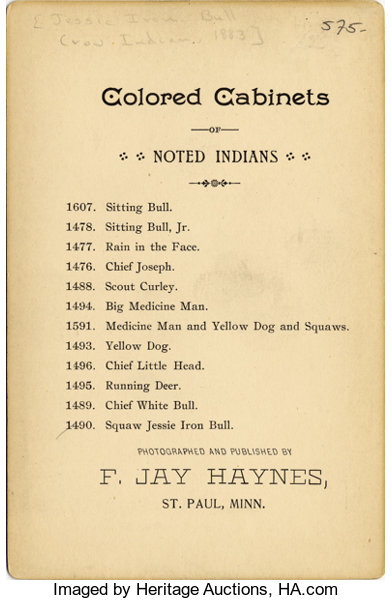 [ Jessie Iron Bull
Crow Indian, 1883 ]
575-
Colored Cabinets
OF
NOTED INDIANS
1607. Sitting Bull.
1478. Sitting Bull, Jr.
1477. Rain in the Face.
1476. Chief Joseph.
1488. Scout Curley.
1494. Big Medicine Man.
1591. Medicine Man and Yellow Dog and Squaws.
1493. Yellow Dog.
1496. Chief Little Head.
1495. Running Deer.
1489. Chief White Bull.
1490. Squaw Jessie Iron Bull.
PHOTOGRAPHED AND PUBLISHED BY
F. JAY HAYNES,
ST. PAUL, MINN.
Imaged by Heritage Auctions, HA.com